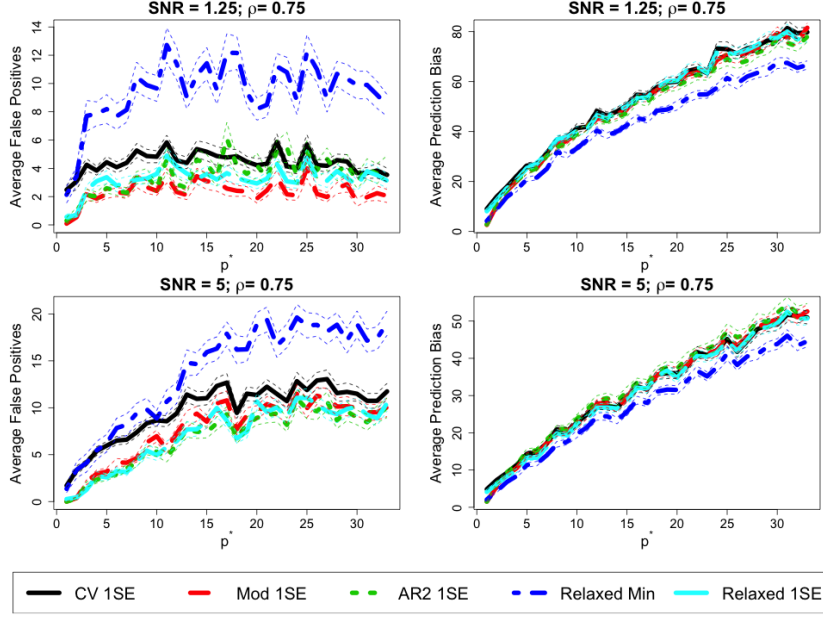 SNR = 1.25; ρ= 0.75
SNR = 1.25; ρ= 0.75
Average False Positives
0 2 4 6 8 10 12 14
0 5 10 15 20 25 30
p*
Average Prediction Bias
0 20 40 60 80
0 5 10 15 20 25 30
p*
SNR = 5; ρ= 0.75
SNR = 5; ρ= 0.75
Average False Positives
0 5 10 15 20
0 5 10 15 20 25 30
p*
Average Prediction Bias
0 10 20 30 40 50
0 5 10 15 20 25 30
p*
CV 1SE Mod 1SE AR2 1SE Relaxed Min Relaxed 1SE